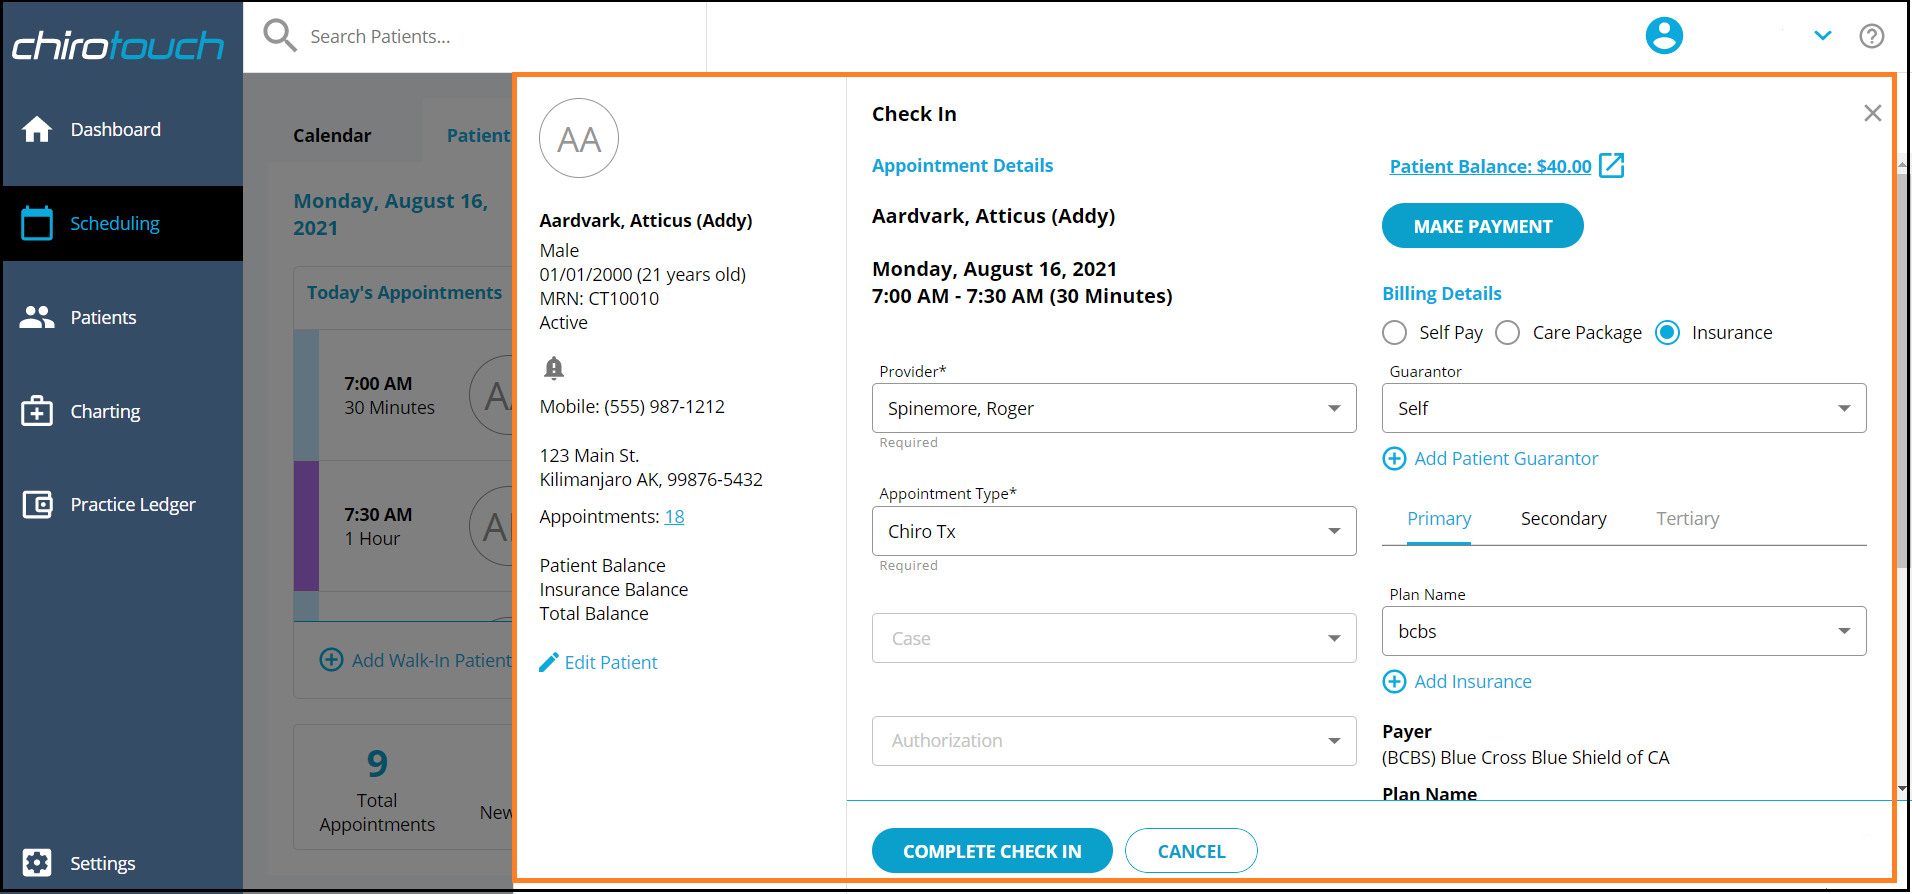 chirotouch
Search Patients...
Dashboard
Scheduling
Patients
Charting
Practice Ledger
Settings
Calendar
Patient
Monday, August 16,
2021
Today's Appointments
7:00 AM
30 Minutes
7:30 AM
1 Hour
Add Walk-In Patient
9
Total
Appointments
New
AA
Aardvark, Atticus (Addy)
Male
01/01/2000 (21 years old)
MRN: CT10010
Active
Mobile: (555) 987-1212
123 Main St.
Kilimanjaro AK, 99876-5432
Appointments: 18
Patient Balance
Insurance Balance
Total Balance
Edit Patient
Check In
Appointment Details
Aardvark, Atticus (Addy)
Monday, August 16, 2021
7:00 AM - 7:30 AM (30 Minutes)
Provider*
Spinemore, Roger
Required
Appointment Type*
Chiro Tx
Required
Case
Authorization
Patient Balance: $40.00
MAKE PAYMENT
Billing Details
Self Pay
Care Package
Insurance
Guarantor
Self
Add Patient Guarantor
Primary
Secondary
Tertiary
Plan Name
bcbs
Add Insurance
Payer
(BCBS) Blue Cross Blue Shield of CA
Plan Name
COMPLETE CHECK IN
CANCEL